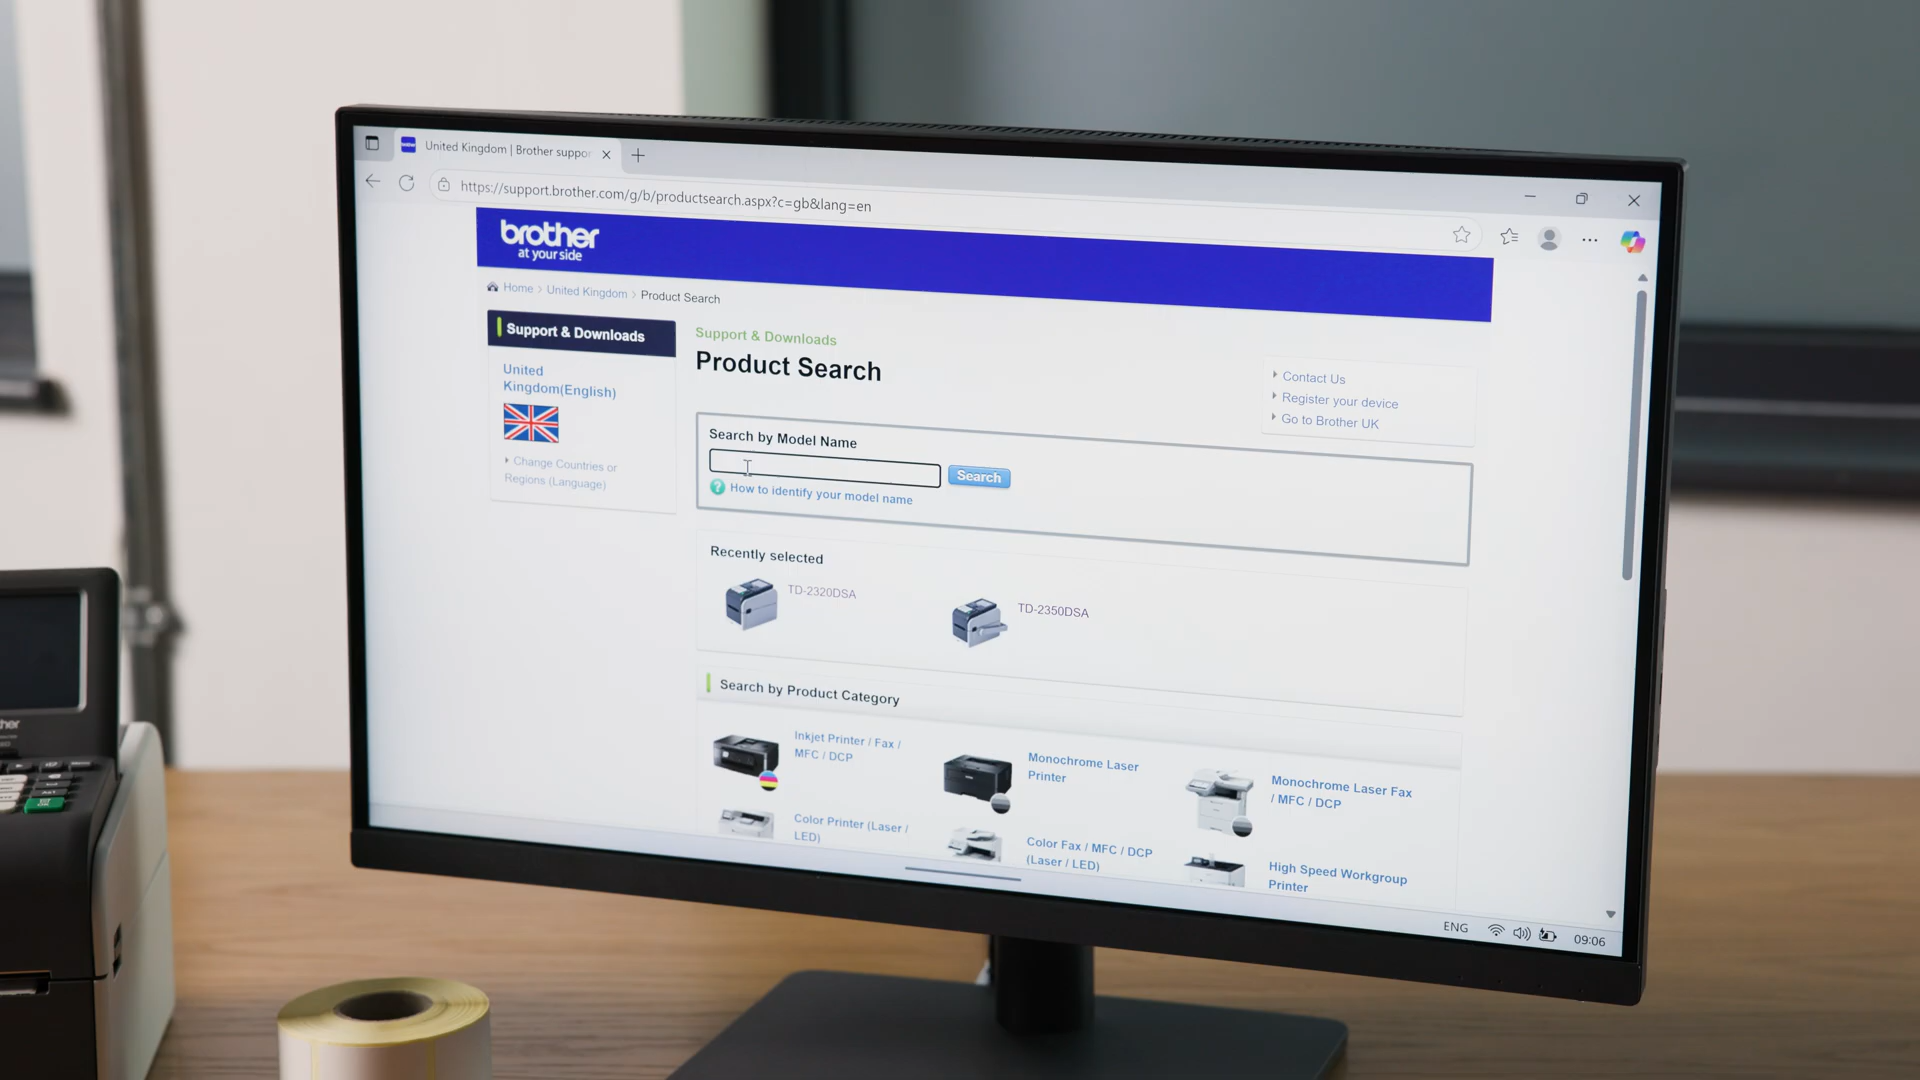 United Kingdom | Brother suppor
https://support.brother.com/g/b/productsearch.aspx?c=gb&lang=en
brother
at your side
Home > United Kingdom > Product Search
Support & Downloads
United
Kingdom(English)
Change Countries or
Regions (Language)
Support & Downloads
Product Search
Contact Us
Register your device
Go to Brother UK
Search by Model Name
Search
? How to identify your model name
Recently selected
TD-2320DSA
TD-2350DSA
Search by Product Category
Inkjet Printer / Fax /
MFC / DCP
Monochrome Laser
Printer
Monochrome Laser Fax
/ MFC / DCP
Color Printer (Laser /
LED)
Color Fax / MFC / DCP
(Laser / LED)
High Speed Workgroup
Printer
ENG
09:06